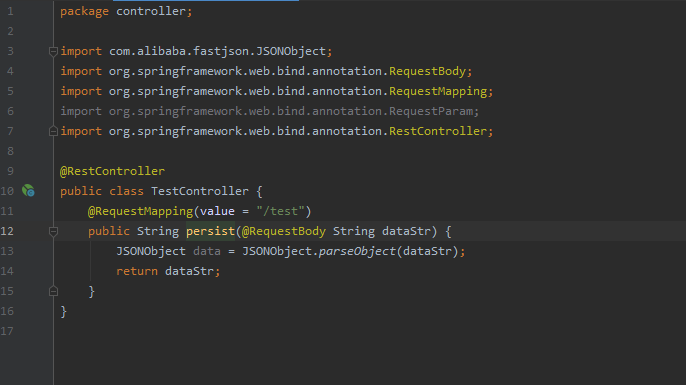 1 package controller;
2
3 import com.alibaba.fastjson.JSONObject;
4 import org.springframework.web.bind.annotation.RequestBody;
5 import org.springframework.web.bind.annotation.RequestMapping;
6 import org.springframework.web.bind.annotation.RequestParam;
7 import org.springframework.web.bind.annotation.RestController;
8
9 @RestController
10 public class TestController {
11 @RequestMapping(value = "/test")
12 public String persist(@RequestBody String dataStr) {
13 JSONObject data = JSONObject.parseObject(dataStr);
14 return dataStr;
15 }
16 }
17